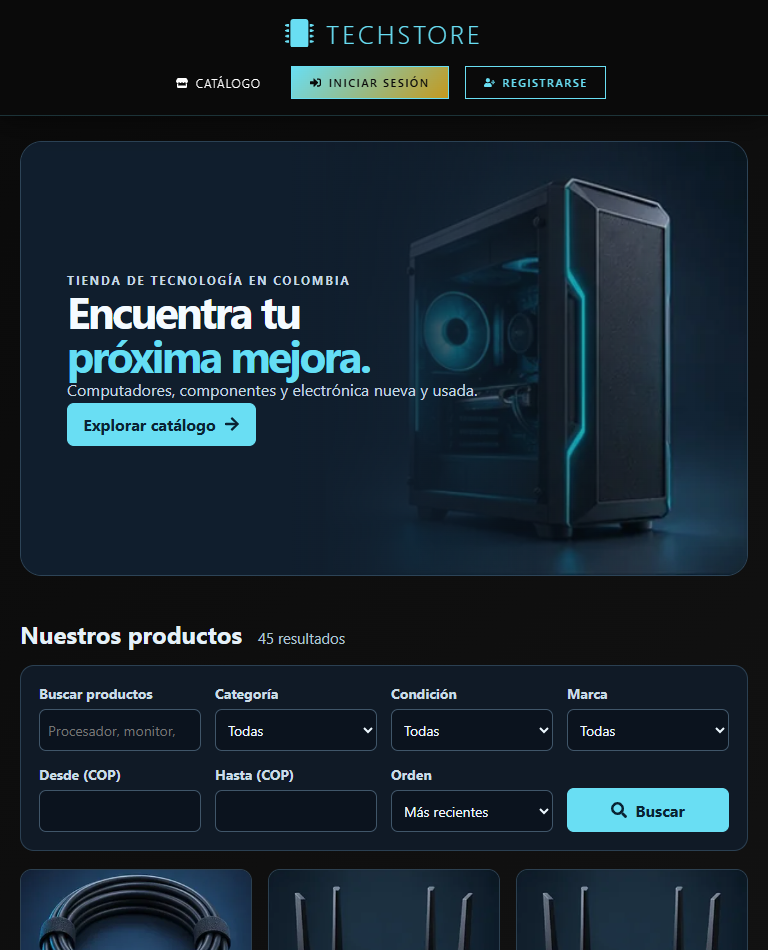 TECHSTORE
CATÁLOGO
INICIAR SESIÓN
REGISTRARSE
TIENDA DE TECNOLOGÍA EN COLOMBIA
Encuentra tu
próxima mejora.
Computadores, componentes y electrónica nueva y usada.
Explorar catálogo
Nuestros productos 45 resultados
Buscar productos Categoría Condición Marca
Procesador, monitor, Todas Todas Todas
Desde (COP) Hasta (COP) Orden
Más recientes Buscar